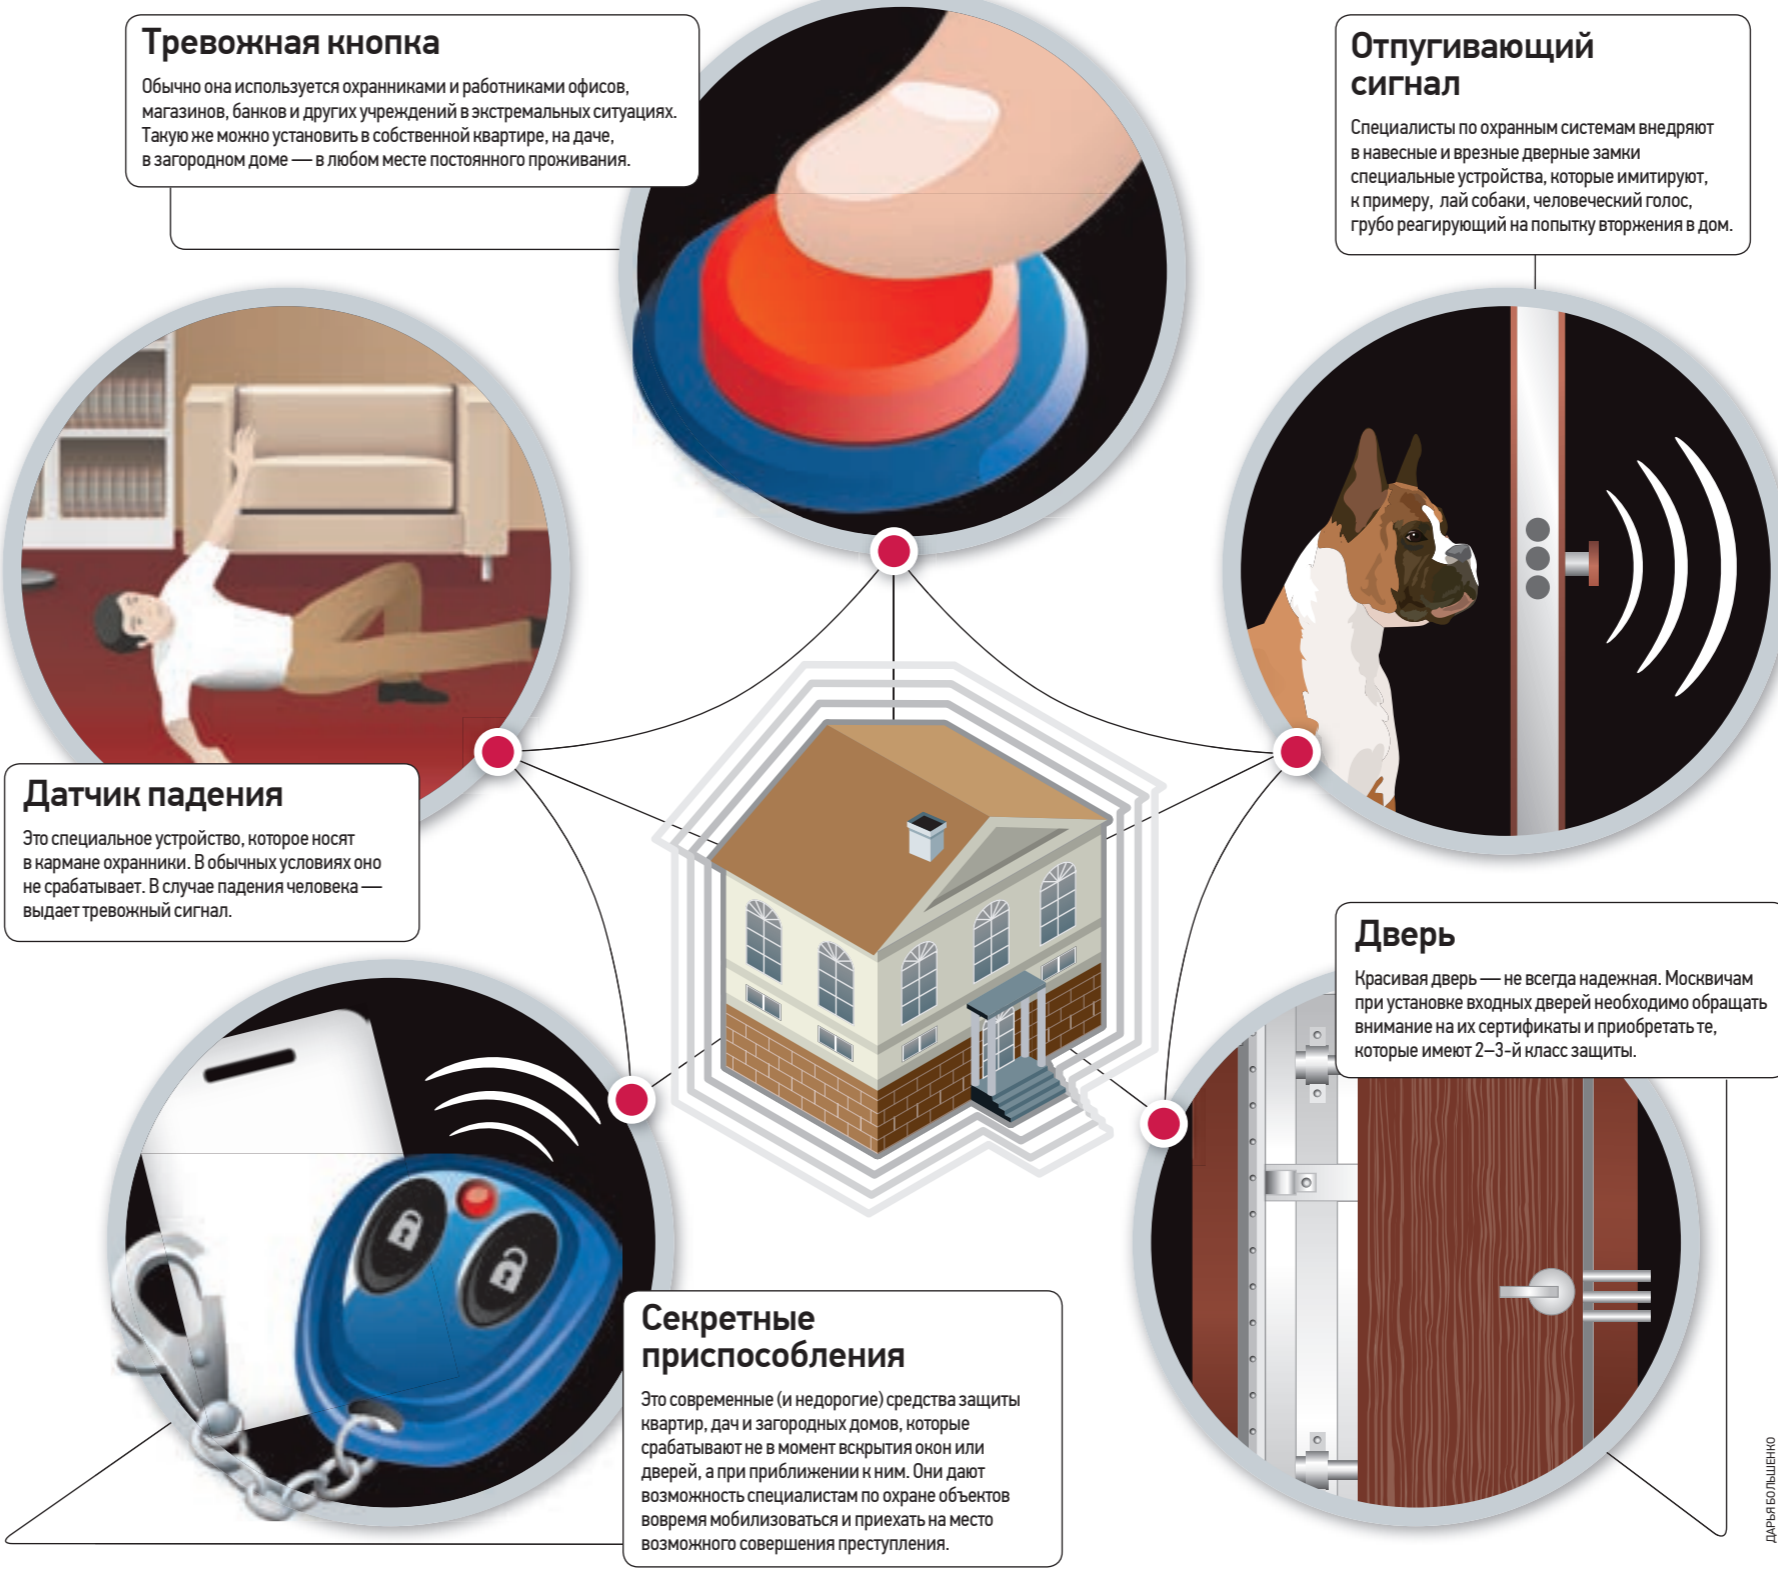 Тревожная кнопка
Обычно она используется охранниками и работниками офисов,
магазинов, банков и других учреждений в экстремальных ситуациях.
Такую же можно установить в собственной квартире, на даче,
в загородном доме — в любом месте постоянного проживания.
Отпугивающий
сигнал
Специалисты по охранным системам внедряют
в навесные и врезные дверные замки
специальные устройства, которые имитируют,
к примеру, лай собаки, человеческий голос,
грубо реагирующий на попытку вторжения в дом.
Датчик падения
Это специальное устройство, которое носят
в кармане охранники. В обычных условиях оно
не срабатывает. В случае падения человека —
выдает тревожный сигнал.
Дверь
Красивая дверь — не всегда надежная. Москвичам
при установке входных дверей необходимо обращать
внимание на их сертификаты и приобретать те,
которые имеют 2–3-й класс защиты.
Секретные
приспособления
Это современные (и недорогие) средства защиты
квартир, дач и загородных домов, которые
срабатывают не в момент вскрытия окон или
дверей, а при приближении к ним. Они дают
возможность специалистам по охране объектов
вовремя мобилизоваться и приехать на место
возможного совершения преступления.
ДАРЬЯ БОЛЬШЕНКО